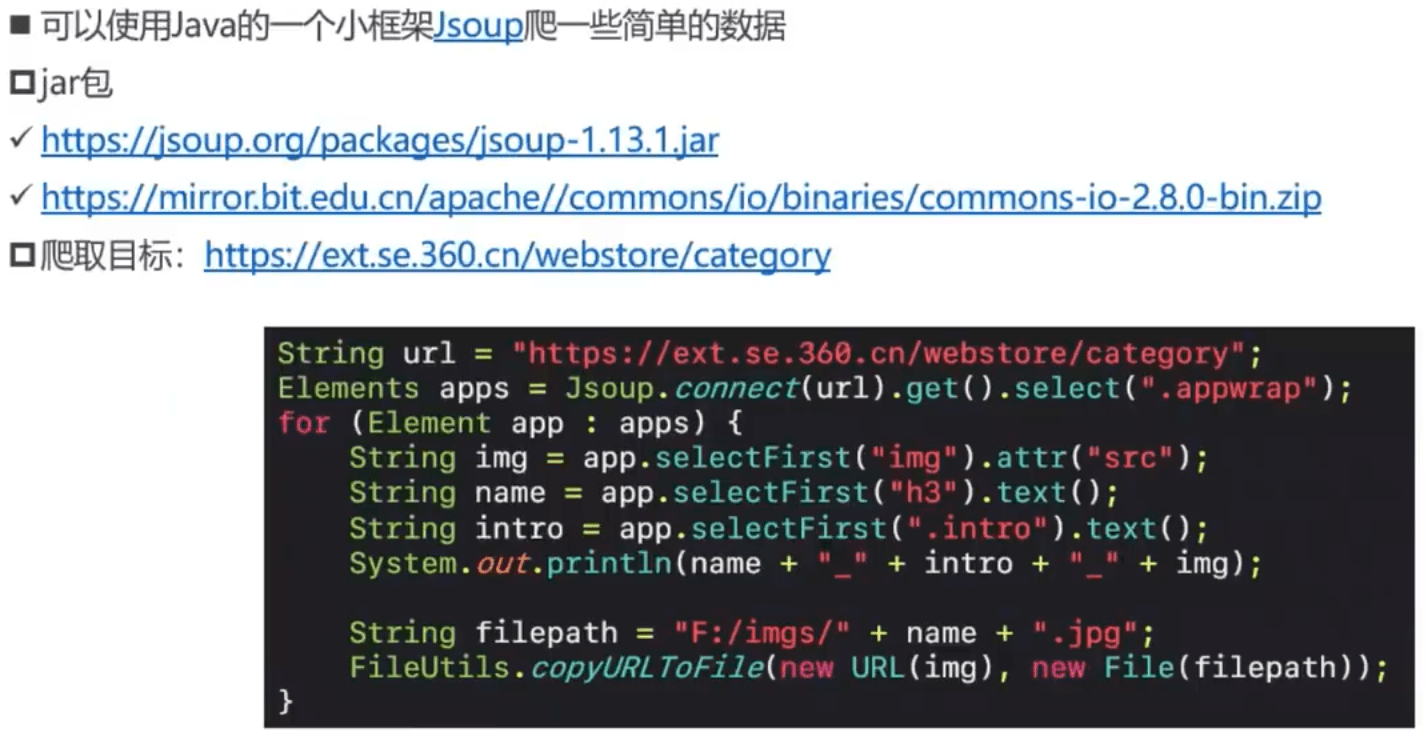 ■ 可以使用Java的一个小框架Jsoup爬一些简单的数据
jar包
✓ https://jsoup.org/packages/jsoup-1.13.1.jar
✓ https://mirror.bit.edu.cn/apache//commons/io/binaries/commons-io-2.8.0-bin.zip
爬取目标：https://ext.se.360.cn/webstore/category
String url = "https://ext.se.360.cn/webstore/category";
Elements apps = Jsoup.connect(url).get().select(".appwrap");
for (Element app : apps) {
    String img = app.selectFirst("img").attr("src");
    String name = app.selectFirst("h3").text();
    String intro = app.selectFirst(".intro").text();
    System.out.println(name + "_" + intro + "_" + img);
    String filepath = "F:/imgs/" + name + ".jpg";
    FileUtils.copyURLToFile(new URL(img), new File(filepath));
}